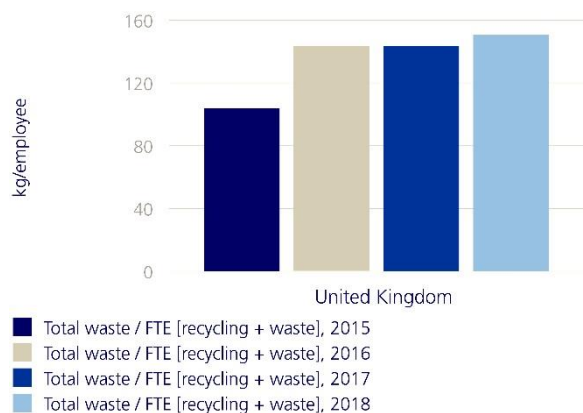 160
120
80
40
0
kg/employee
United Kingdom
Total waste / FTE [recycling + waste], 2015
Total waste / FTE [recycling + waste], 2016
Total waste / FTE [recycling + waste], 2017
Total waste / FTE [recycling + waste], 2018